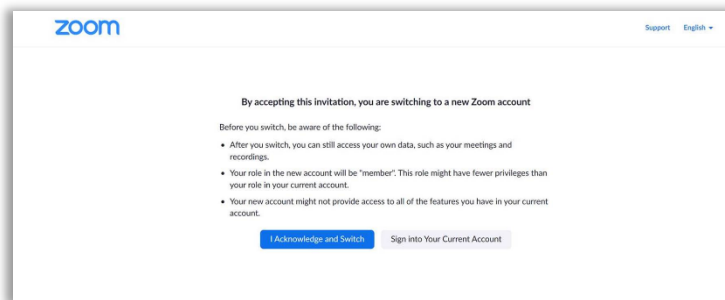 zoom
Support English
By accepting this invitation, you are switching to a new Zoom account
Before you switch, be aware of the following:
• After you switch, you can still access your own data, such as your meetings and
recordings.
• Your role in the new account will be "member". This role might have fewer privileges than
your role in your current account.
• Your new account might not provide access to all of the features you have in your current
account.
I Acknowledge and Switch Sign into Your Current Account